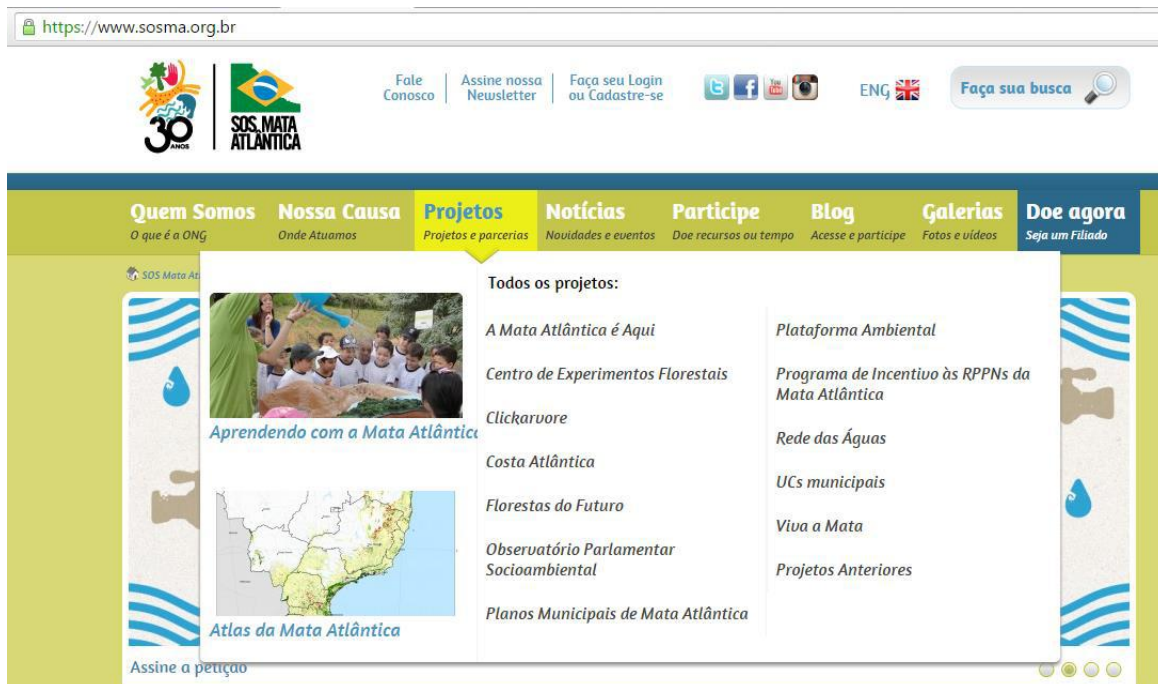 https://www.sosma.org.br
30
ANOS
SOS MATA
ATLÂNTICA
Fale
Conosco
Assine nossa
Newsletter
Faça seu Login
ou Cadastre-se
You
Tube
ENG
Faça sua busca
Quem Somos
O que é a ONG
Nossa Causa
Onde Atuamos
Projetos
Projetos e parcerias
Notícias
Novidades e eventos
Participe
Doe recursos ou tempo
Blog
Acesse e participe
Galerias
Fotos e vídeos
Doe agora
Seja um Filiado
SOS Mata At
Aprendendo com a Mata Atlântica
Atlas da Mata Atlântica
Todos os projetos:
A Mata Atlântica é Aqui
Centro de Experimentos Florestais
Clickarvore
Costa Atlântica
Florestas do Futuro
Observatório Parlamentar
Socioambiental
Planos Municipais de Mata Atlântica
Plataforma Ambiental
Programa de Incentivo às RPPNs da
Mata Atlântica
Rede das Águas
UCs municipais
Viva a Mata
Projetos Anteriores
Assine a petição